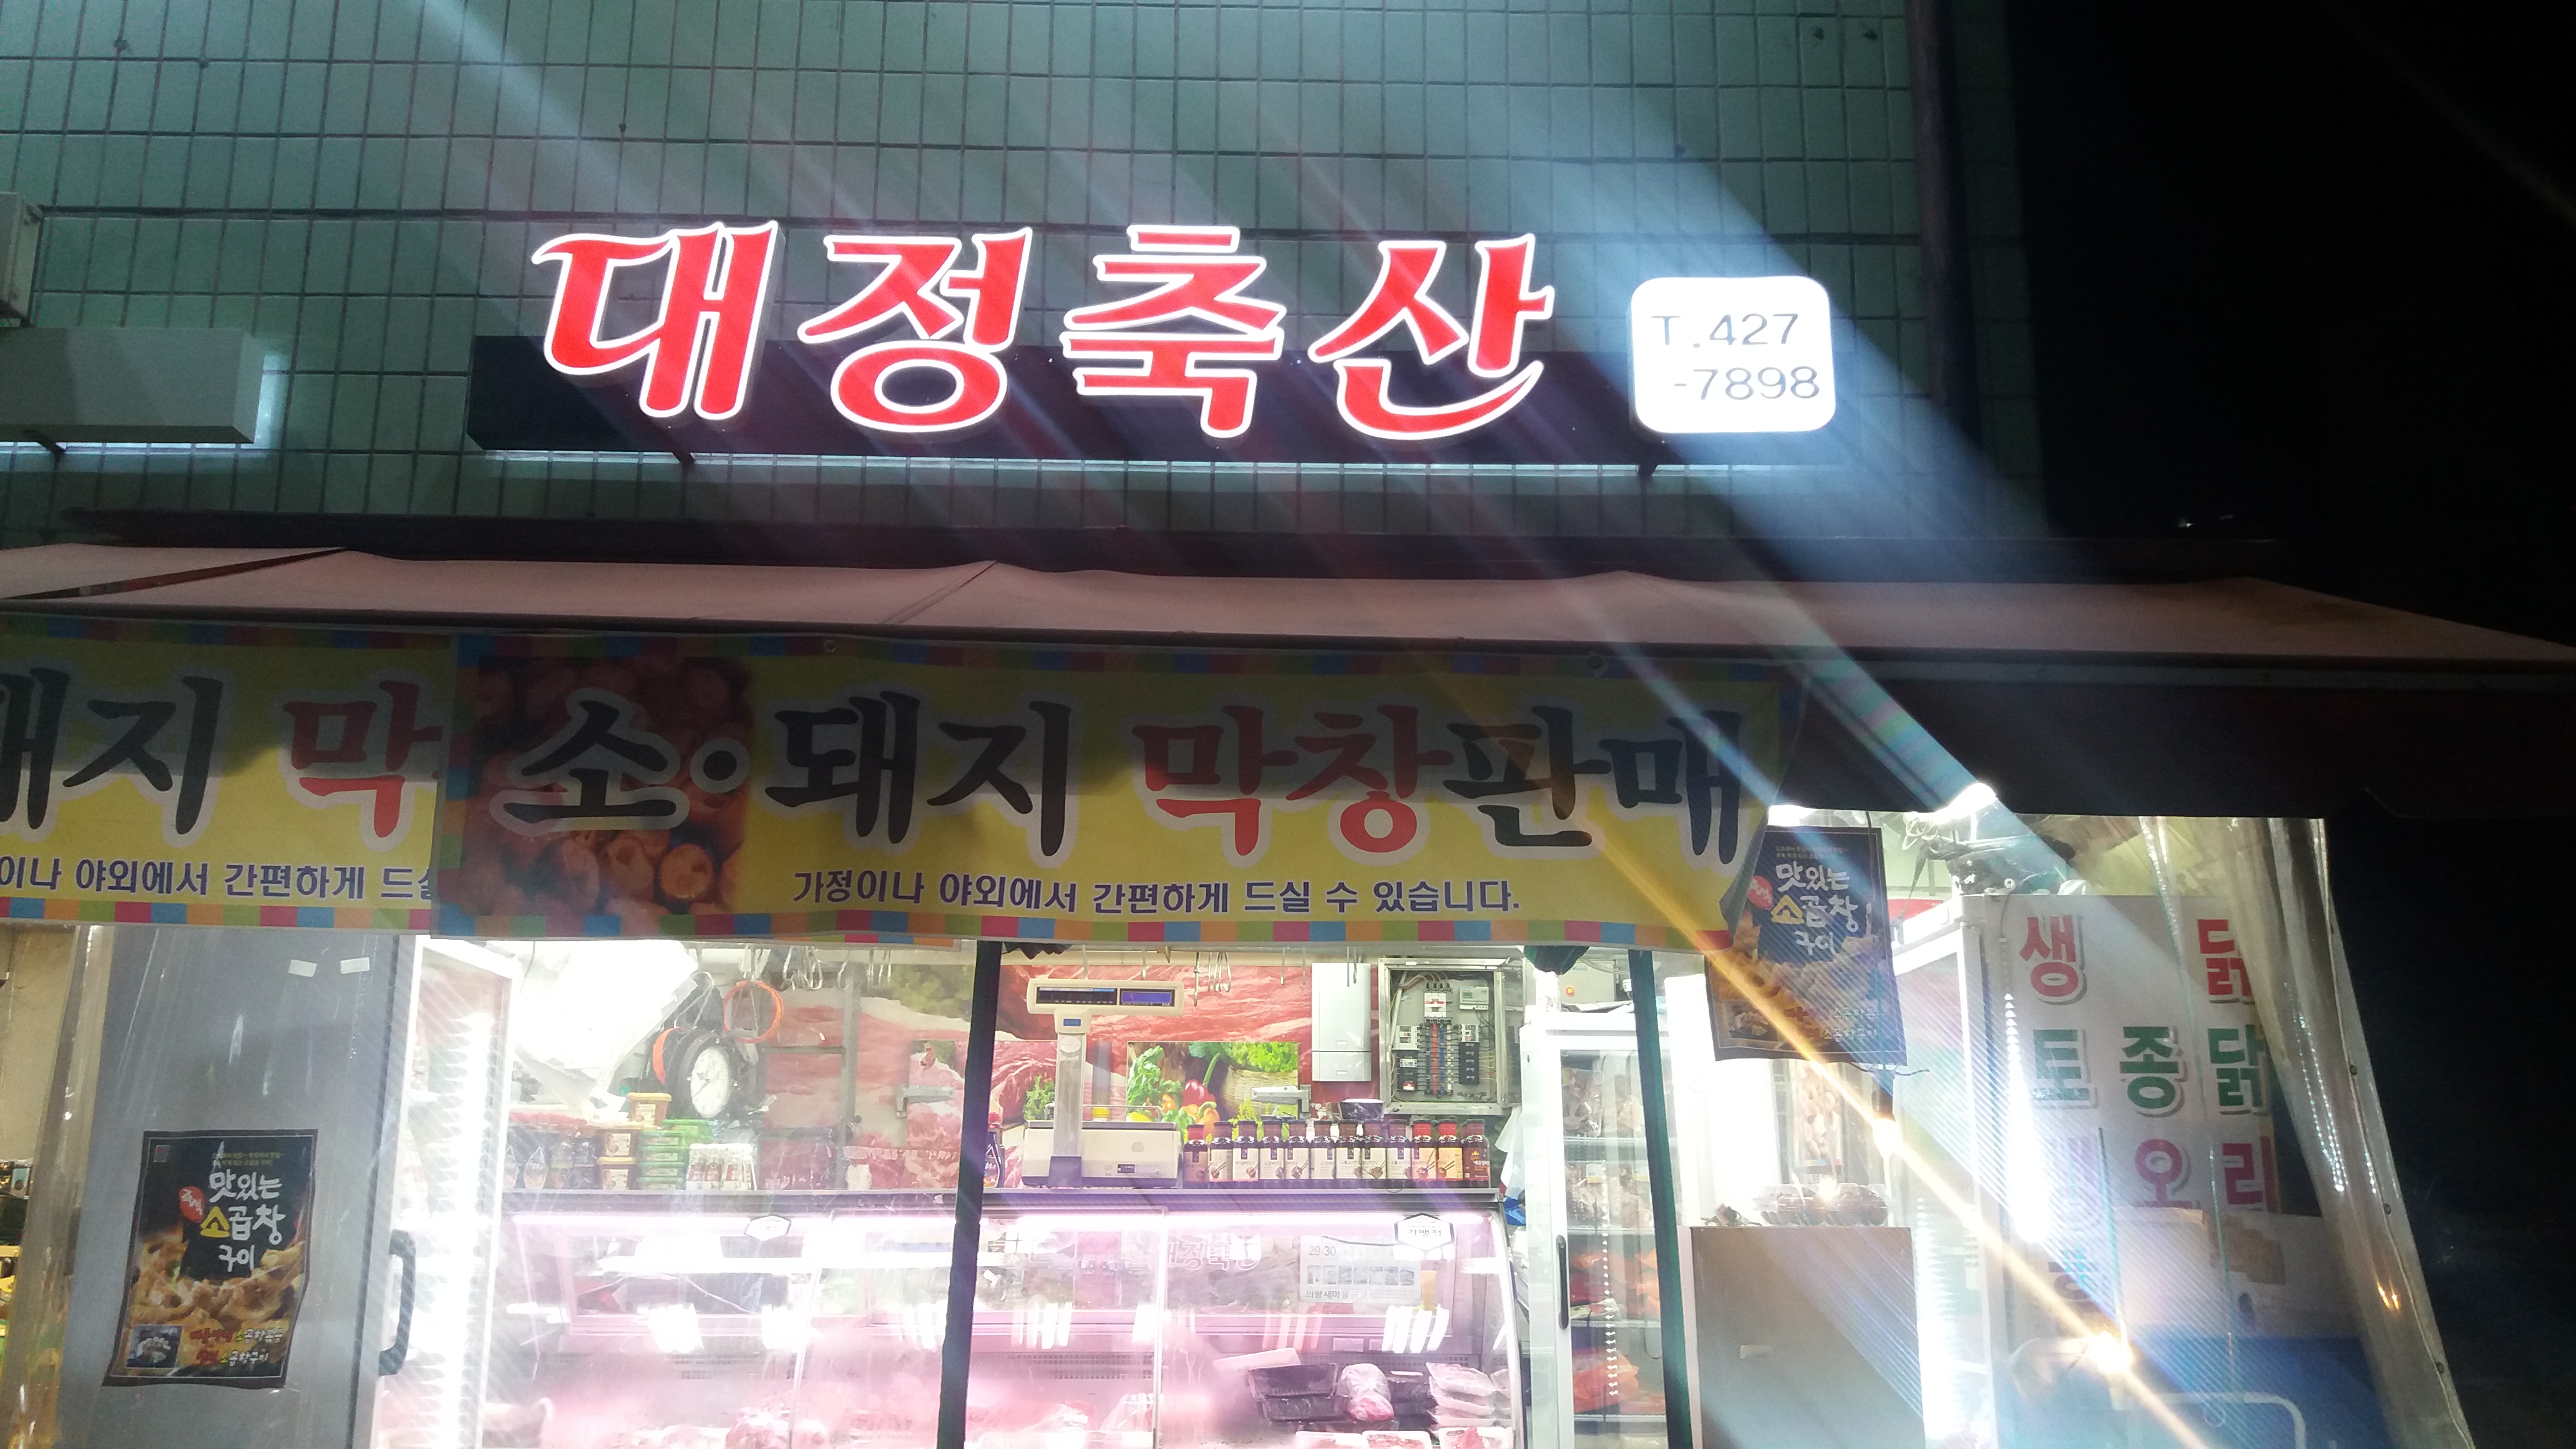 대정축산
T.427
-7898
돼지 막
이나 야외에서 간편하게 드실
소·돼지 막창판매
가정이나 야외에서 간편하게 드실 수 있습니다.
맛있는
소곱창
구이
생 닭
토종닭
오리
맛있는
소곱창
구이